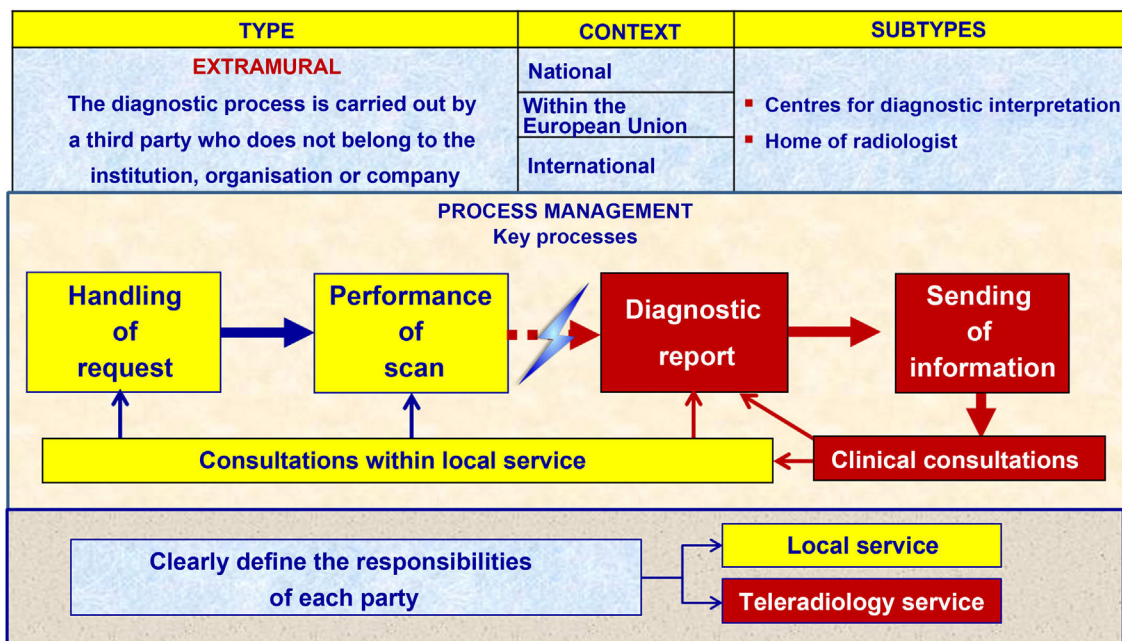 TYPE
CONTEXT
SUBTYPES
EXTRAMURAL
The diagnostic process is carried out by
a third party who does not belong to the
institution, organisation or company
National
Within the
European Union
International
Centres for diagnostic interpretation
Home of radiologist
PROCESS MANAGEMENT
Key processes
Handling
of
request
Performance
of
scan
Diagnostic
report
Sending
of
information
Consultations within local service
Clinical consultations
Clearly define the responsibilities
of each party
Local service
Teleradiology service